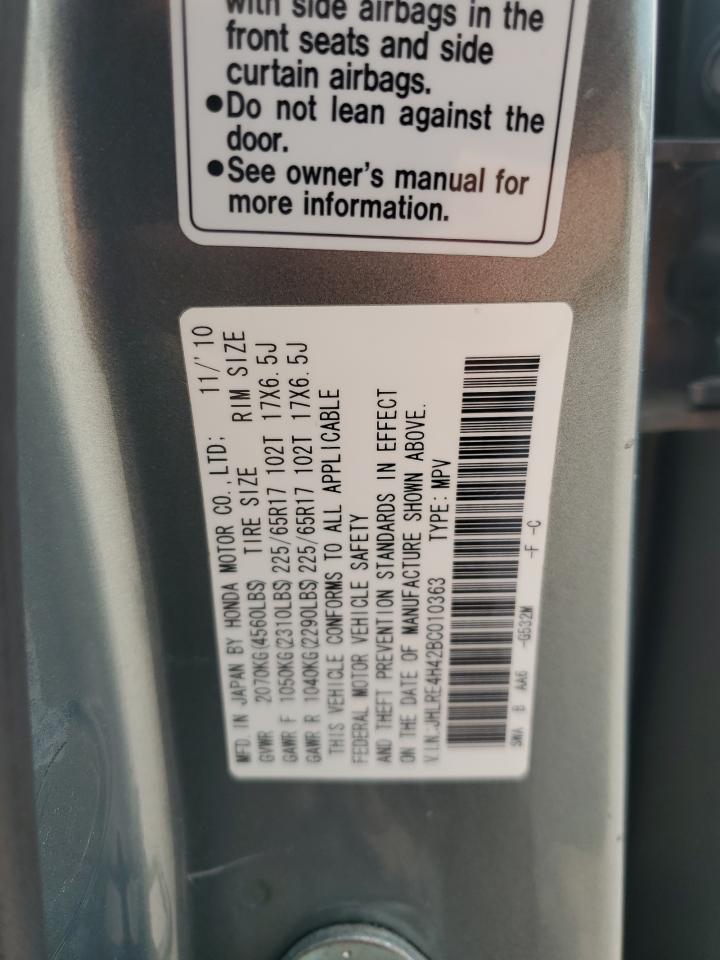 with side airbags in the
front seats and side
curtain airbags.
●Do not lean against the
door.
●See owner's manual for
more information.
MFD. IN JAPAN BY HONDA MOTOR CO., LTD: 11/'10
GVWR 2070KG(4560LBS) TIRE SIZE RIM SIZE
GAWR F 1050KG(2310LBS)225/65R17 102T 17X6.5J
GAWR R 1040KG(2290LBS)225/65R17 102T 17X6.5J
THIS VEHICLE CONFORMS TO ALL APPLICABLE
FEDERAL MOTOR VEHICLE SAFETY
AND THEFT PREVENTION STANDARDS IN EFFECT
ON THE DATE OF MANUFACTURE SHOWN ABOVE.
V.I.N:JHLRE4H42BC010363 TYPE: MPV
SWA B AA6 -G532M -F -C